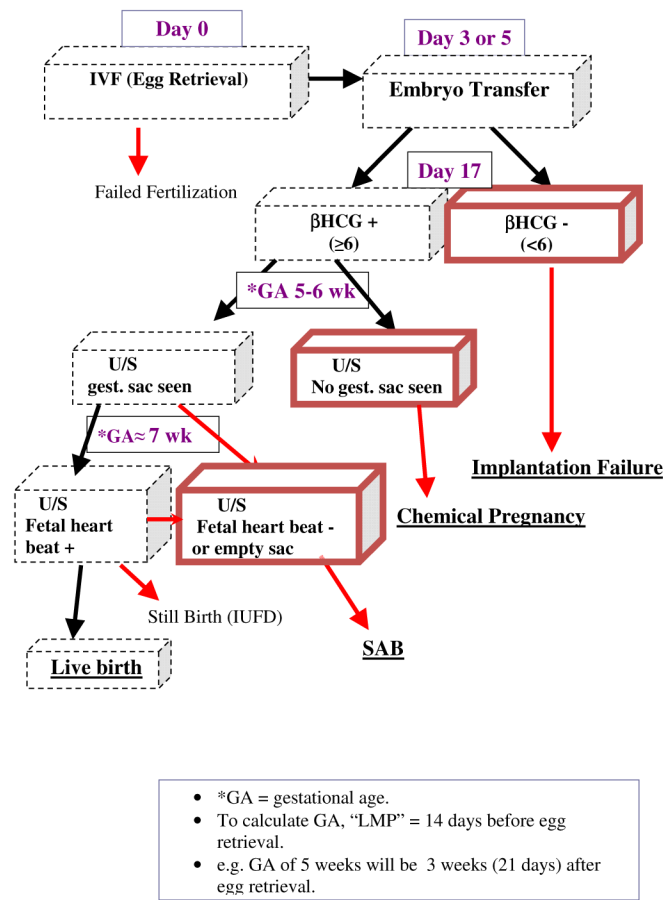 Day 0
Day 3 or 5
IVF (Egg Retrieval)
Embryo Transfer
Failed Fertilization
Day 17
βHCG +
(≥6)
βHCG -
(<6)
*GA 5-6 wk
U/S
gest. sac seen
U/S
No gest. sac seen
*GA≈ 7 wk
Implantation Failure
U/S
Fetal heart
beat +
U/S
Fetal heart beat -
or empty sac
Chemical Pregnancy
Still Birth (IUFD)
SAB
Live birth
• *GA = gestational age.
• To calculate GA, “LMP” = 14 days before egg
retrieval.
• e.g. GA of 5 weeks will be 3 weeks (21 days) after
egg retrieval.